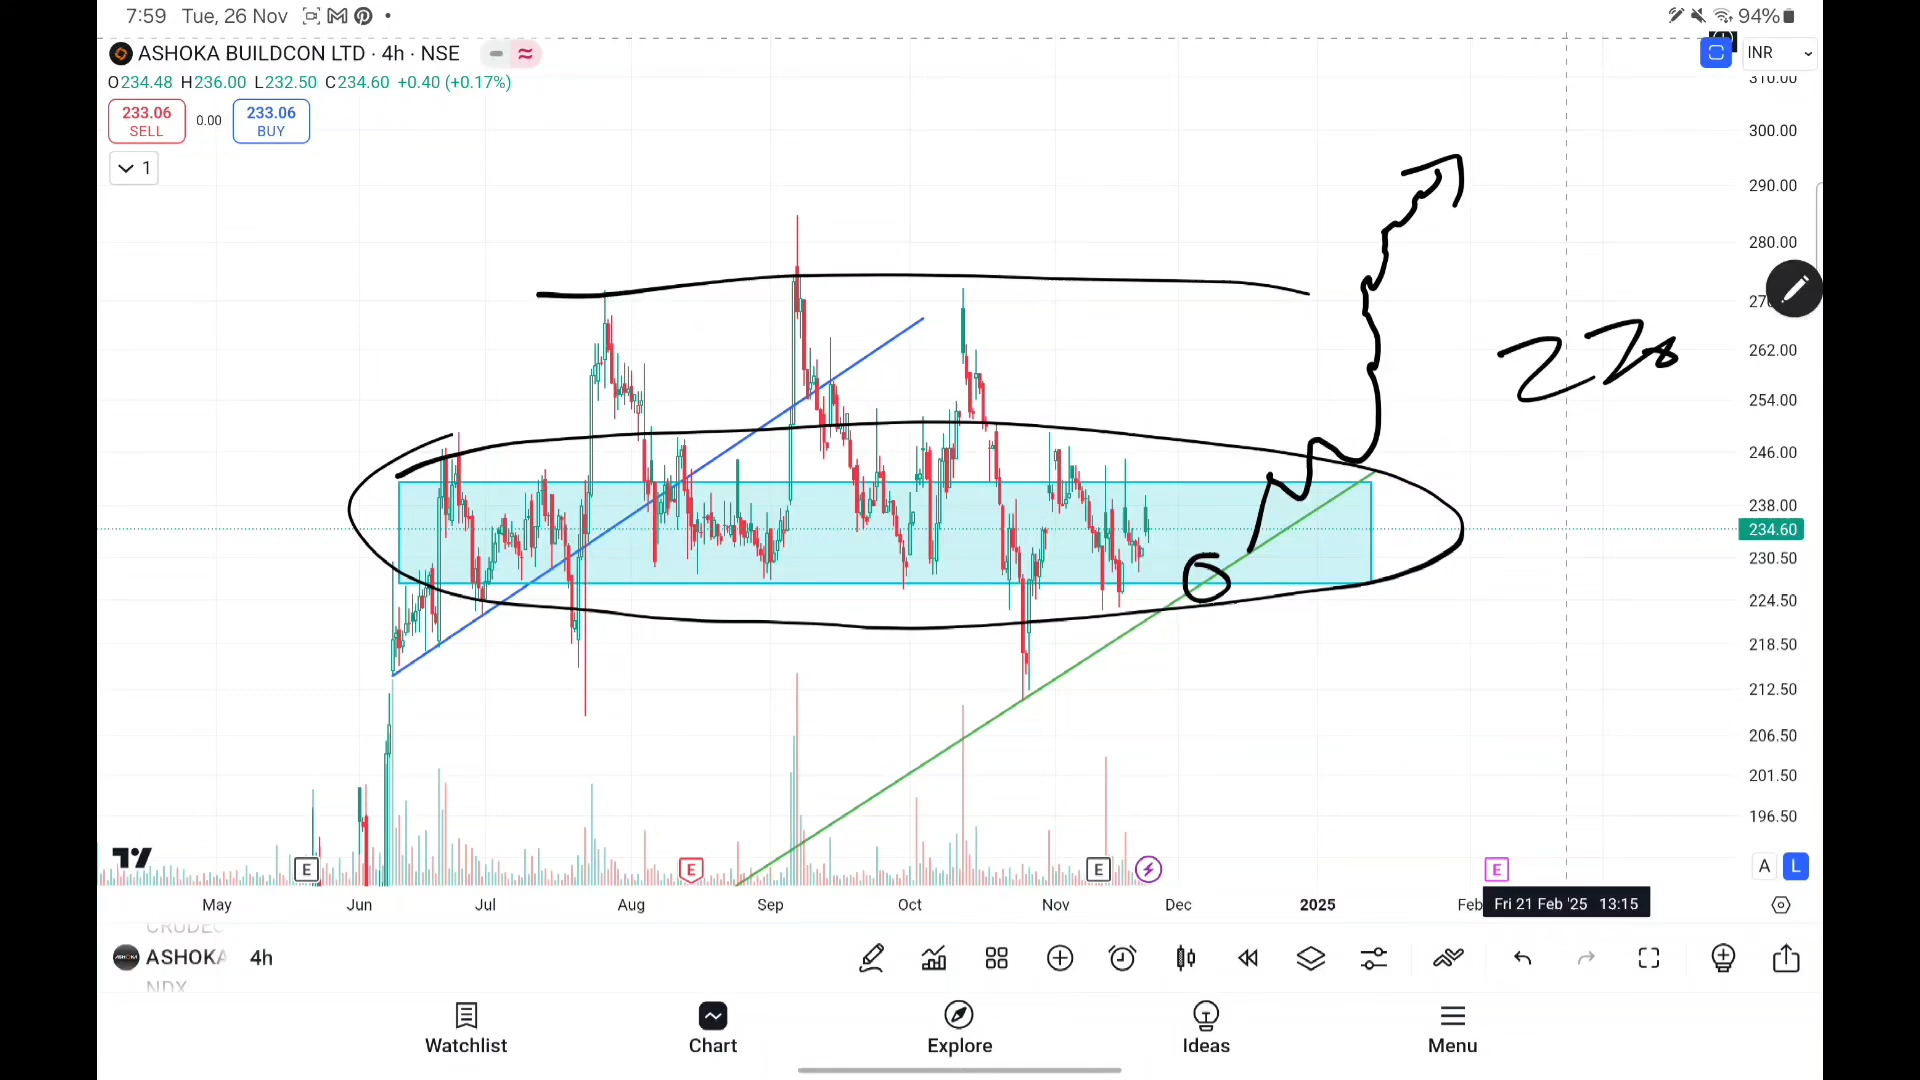 7:59 Tue, 26 Nov
94%
ASHOKA BUILDCON LTD · 4h · NSE
INR
O234.48 H236.00 L232.50 C234.60 +0.40 (+0.17%)
233.06
SELL
0.00
233.06
BUY
1
310.00
300.00
290.00
280.00
262.00
254.00
246.00
238.00
234.60
230.50
224.50
218.50
212.50
206.50
201.50
196.50
E
E
E
E
A
L
May
Jun
Jul
Aug
Sep
Oct
Nov
Dec
2025
Feb
Fri 21 Feb '25 13:15
ASHOKA
4h
NDX
Watchlist
Chart
Explore
Ideas
Menu